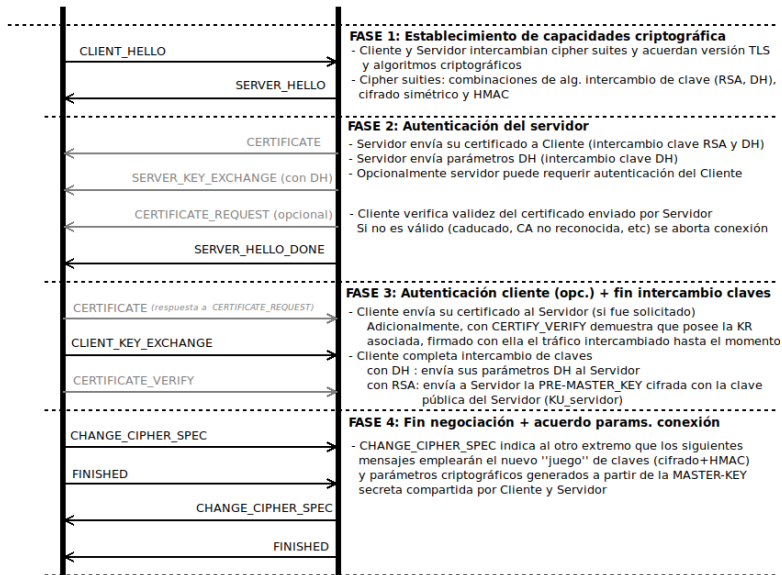 FASE 1: Establecimiento de capacidades criptográfica
CLIENT_HELLO
- Cliente y Servidor intercambian cipher suites y acuerdan versión TLS
y algoritmos criptográficos
- Cipher suities: combinaciones de alg. intercambio de clave (RSA, DH),
cifrado simétrico y HMAC
SERVER_HELLO
FASE 2: Autenticación del servidor
CERTIFICATE
- Servidor envía su certificado a Cliente (intercambio clave RSA y DH)
- Servidor envía parámetros DH (intercambio clave DH)
- Opcionalmente servidor puede requerir autenticación del Cliente
SERVER_KEY_EXCHANGE (con DH)
CERTIFICATE_REQUEST (opcional)
- Cliente verifica validez del certificado enviado por Servidor
Si no es válido (caducado, CA no reconocida, etc) se aborta conexión
SERVER_HELLO_DONE
FASE 3: Autenticación cliente (opc.) + fin intercambio claves
CERTIFICATE (respuesta a CERTIFICATE_REQUEST)
- Cliente envía su certificado al Servidor (si fue solicitado)
Adicionalmente, con CERTIFY_VERIFY demuestra que posee la KR
asociada, firmado con ella el tráfico intercambiado hasta el momento
CLIENT_KEY_EXCHANGE
- Cliente completa intercambio de claves
con DH : envía sus parámetros DH al Servidor
con RSA: envía a Servidor la PRE-MASTER_KEY cifrada con la clave
pública del Servidor (KU_servidor)
CERTIFICATE_VERIFY
FASE 4: Fin negociación + acuerdo params. conexión
CHANGE_CIPHER_SPEC
- CHANGE_CIPHER_SPEC indica al otro extremo que los siguientes
mensajes emplearán el nuevo ''juego'' de claves (cifrado+HMAC)
y parámetros criptográficos generados a partir de la MASTER-KEY
secreta compartida por Cliente y Servidor
FINISHED
CHANGE_CIPHER_SPEC
FINISHED